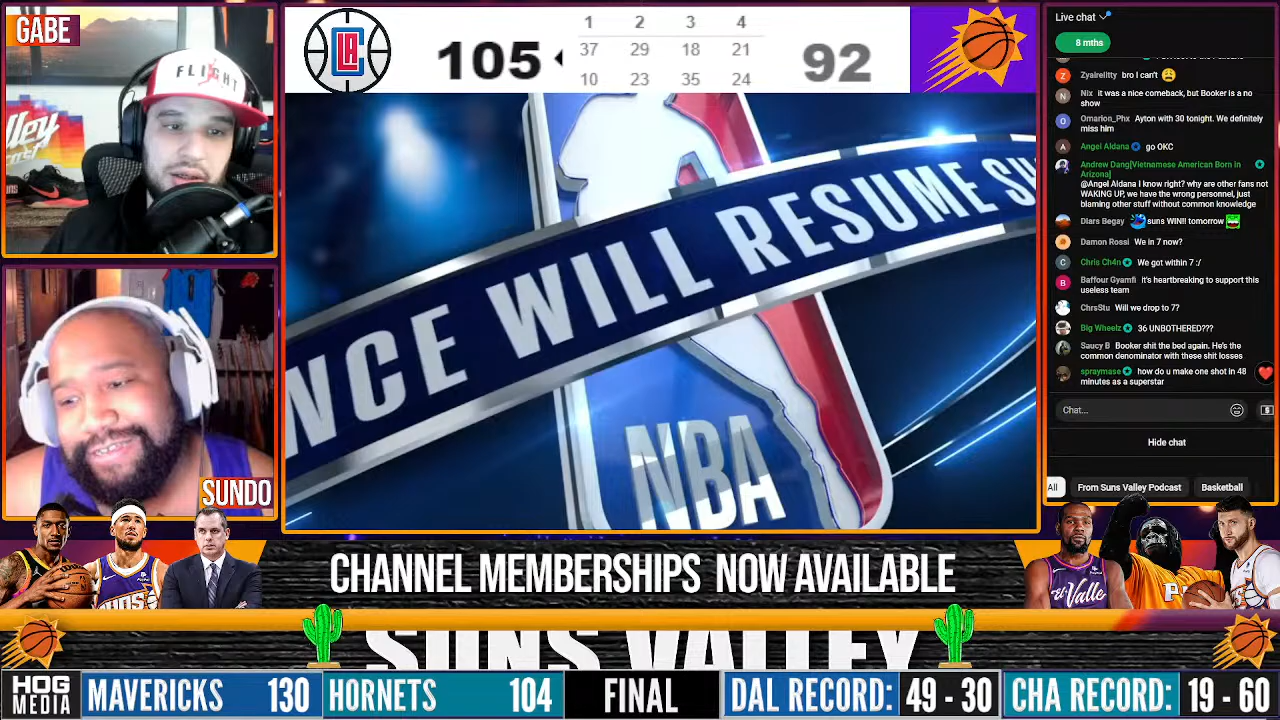 GABE
SUNDO
LA
105
1 2 3 4
37 29 18 21
10 23 35 24
92
NCE WILL RESUME SH
NBA
Live chat
8 mths
Zyairelitty Lol I can't
Nix it was a nice comeback, but Booker is a no
show
Omarion_Phx Ayton with 30 tonight. We definitely
miss him
Angel Aldana go OKC
Andrew Dang[Vietnamese American Born in
Arizona]
@Angel Aldana I know right? why are other fans not
WAKING UP, we have the wrong personnel, just
blaming other stuff without common knowledge
suns WIN!! tomorrow
Damon Rossi We in 7 now?
Chris Ch4n We got within 7 :/
Baffour Gyamfi it's heartbreaking to support this
useless team
ChrsStu Will we drop to 7?
Big Wheelz 36 UNBOTHERED???
Saucy B Booker shit the bed again. He's the
common denominator with these shit losses
spraymase how do u make one shot in 48
minutes as a superstar
Chat...
Hide chat
All From Suns Valley Podcast Basketball
CHANNEL MEMBERSHIPS NOW AVAILABLE
SUNS VALLEY
HOG
MEDIA
MAVERICKS 130 HORNETS 104 FINAL DAL RECORD: 49 - 30 CHA RECORD: 19 - 60